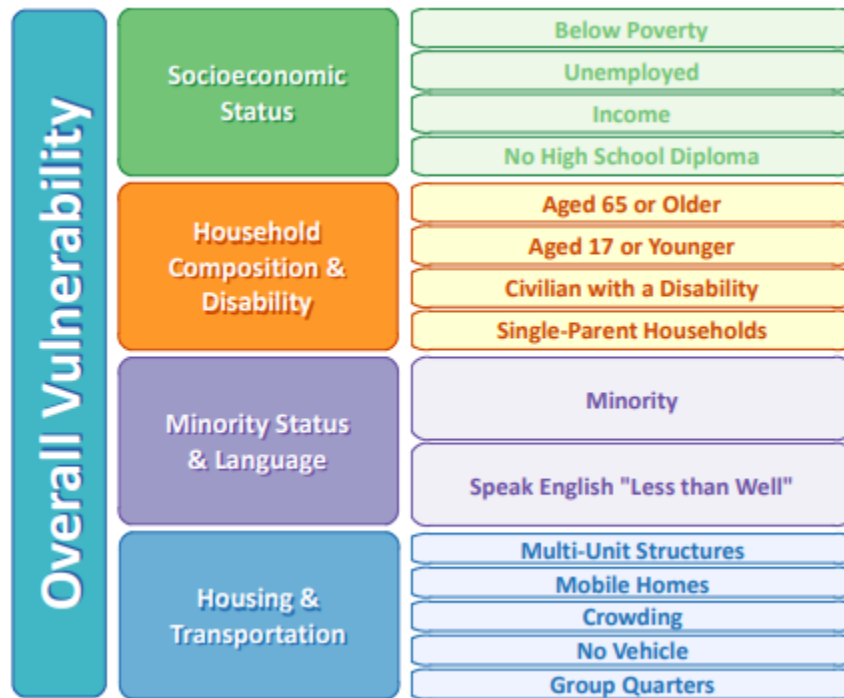 Overall Vulnerability
Socioeconomic
Status
Below Poverty
Unemployed
Income
No High School Diploma
Household
Composition &
Disability
Aged 65 or Older
Aged 17 or Younger
Civilian with a Disability
Single-Parent Households
Minority Status
& Language
Minority
Speak English "Less than Well"
Housing &
Transportation
Multi-Unit Structures
Mobile Homes
Crowding
No Vehicle
Group Quarters